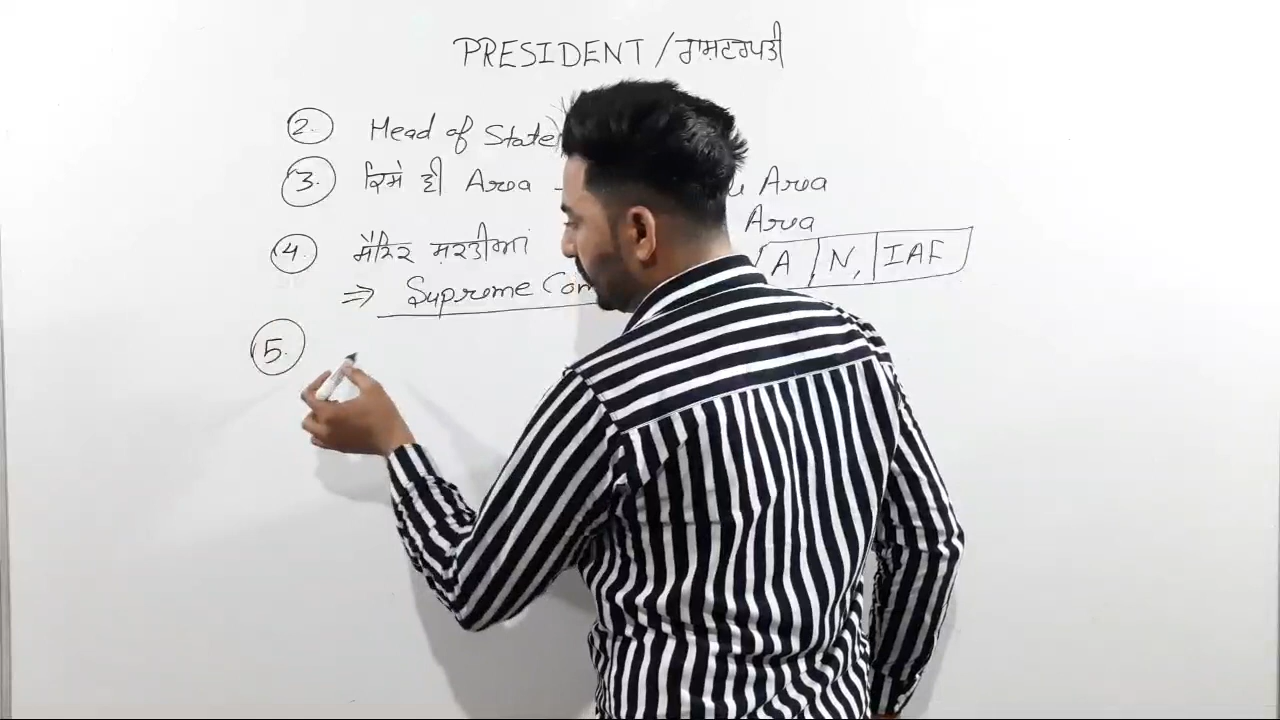 PRESIDENT / ਰਾਸ਼ਟਰਪਤੀ
2. Head of State
3. ਕਿਸੇ ਵੀ Area - Area
Area
4. ਸੈਨਿਕ ਸ਼ਕਤੀਆਂ A, N, IAF
⇒ Supreme Com
5.